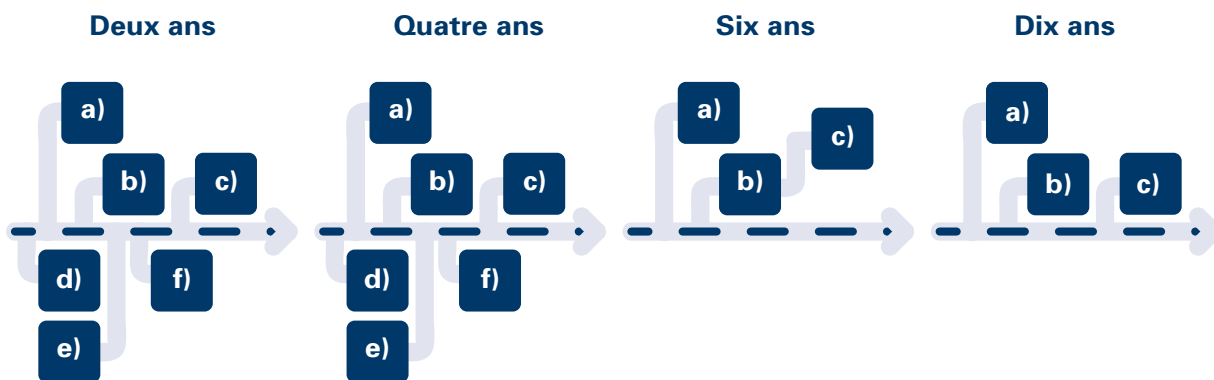 Deux ans
a)
b)
c)
d)
f)
e)
Quatre ans
a)
b)
c)
d)
f)
e)
Six ans
a)
c)
b)
Dix ans
a)
b)
c)